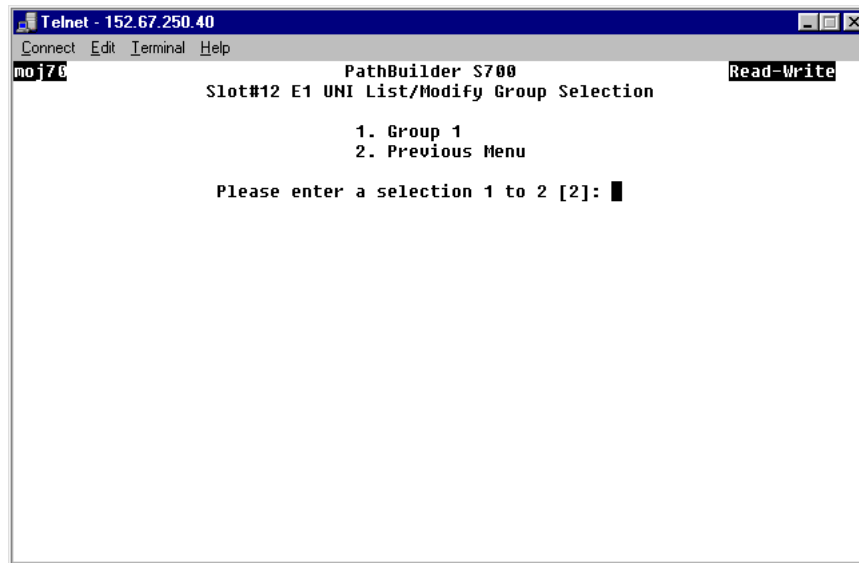 Telnet - 152.67.250.40
Connect Edit Terminal Help
moj70 PathBuilder S700 Read-Write
Slot#12 E1 UNI List/Modify Group Selection
1. Group 1
2. Previous Menu
Please enter a selection 1 to 2 [2]: